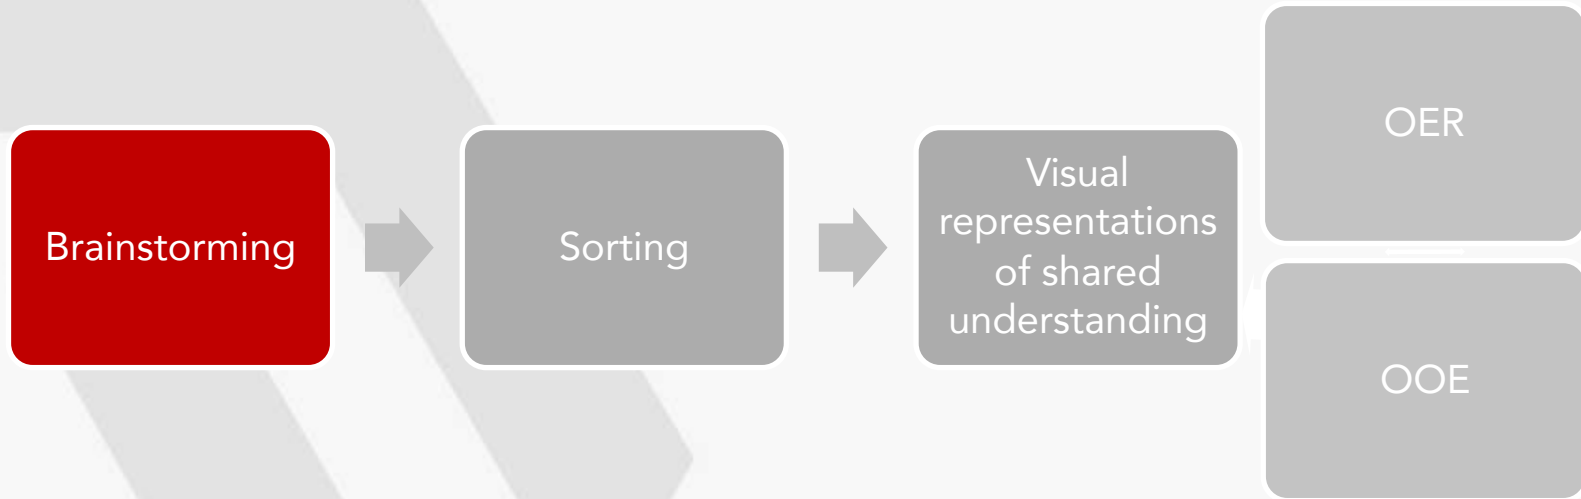 Brainstorming
Sorting
Visual
representations
of shared
understanding
OER
OOE